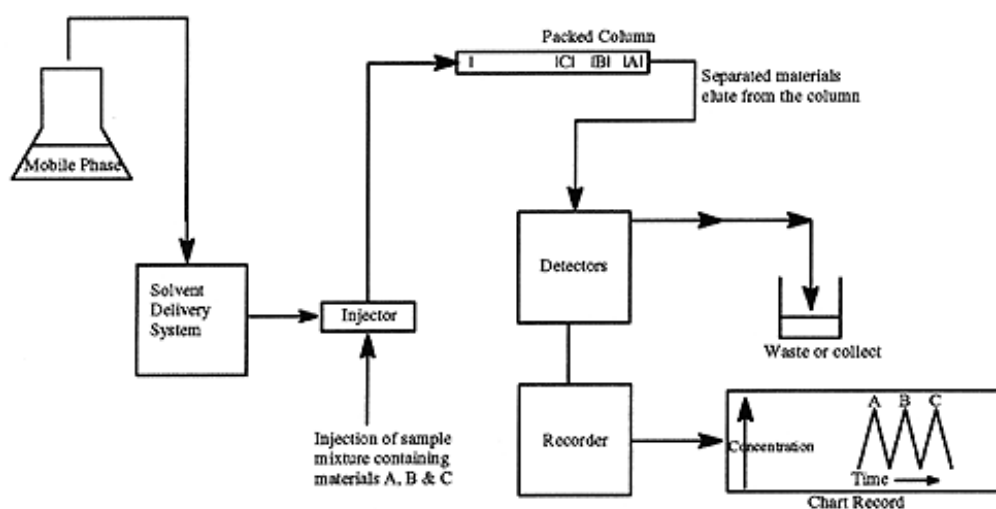 Packed Column
|C| |B| |A|
Separated materials
elute from the column
Mobile Phase
Solvent
Delivery
System
Injector
Injection of sample
mixture containing
materials A, B & C
Detectors
Waste or collect
Recorder
A B C
Concentration
Time
Chart Record